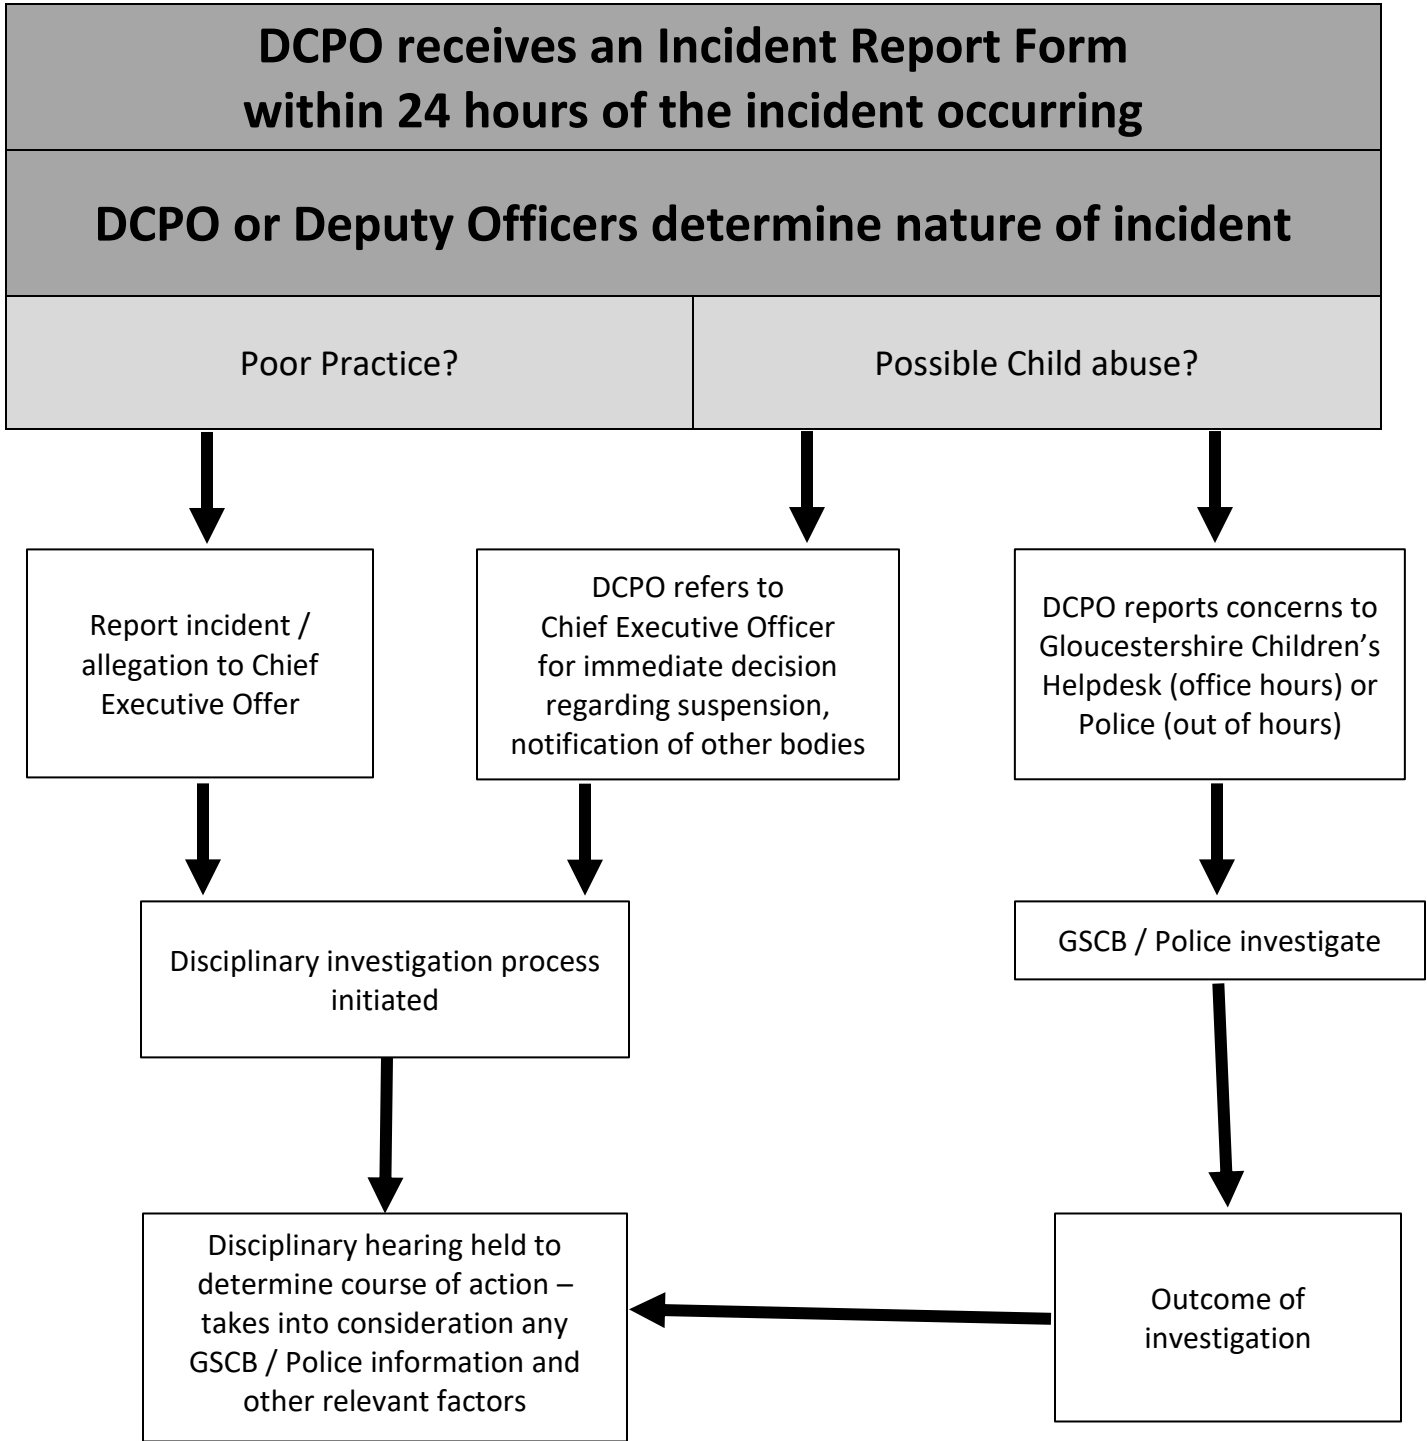 DCPO receives an Incident Report Form
within 24 hours of the incident occurring
DCPO or Deputy Officers determine nature of incident
Poor Practice?
Possible Child abuse?
Report incident /
allegation to Chief
Executive Offer
DCPO refers to
Chief Executive Officer
for immediate decision
regarding suspension,
notification of other bodies
DCPO reports concerns to
Gloucestershire Children’s
Helpdesk (office hours) or
Police (out of hours)
Disciplinary investigation process
initiated
GSCB / Police investigate
Disciplinary hearing held to
determine course of action –
takes into consideration any
GSCB / Police information and
other relevant factors
Outcome of
investigation